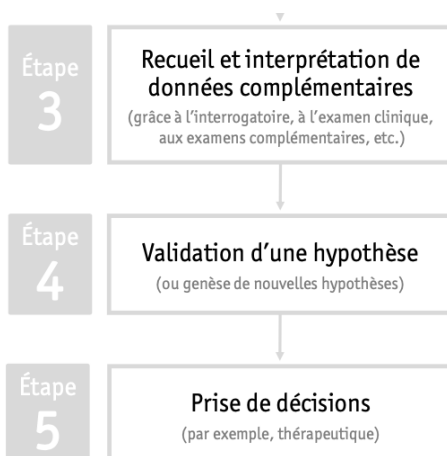 Étape
3
Recueil et interprétation de
données complémentaires
(grâce à l'interrogatoire, à l'examen clinique,
aux examens complémentaires, etc.)
Étape
4
Validation d'une hypothèse
(ou genèse de nouvelles hypothèses)
Étape
5
Prise de décisions
(par exemple, thérapeutique)